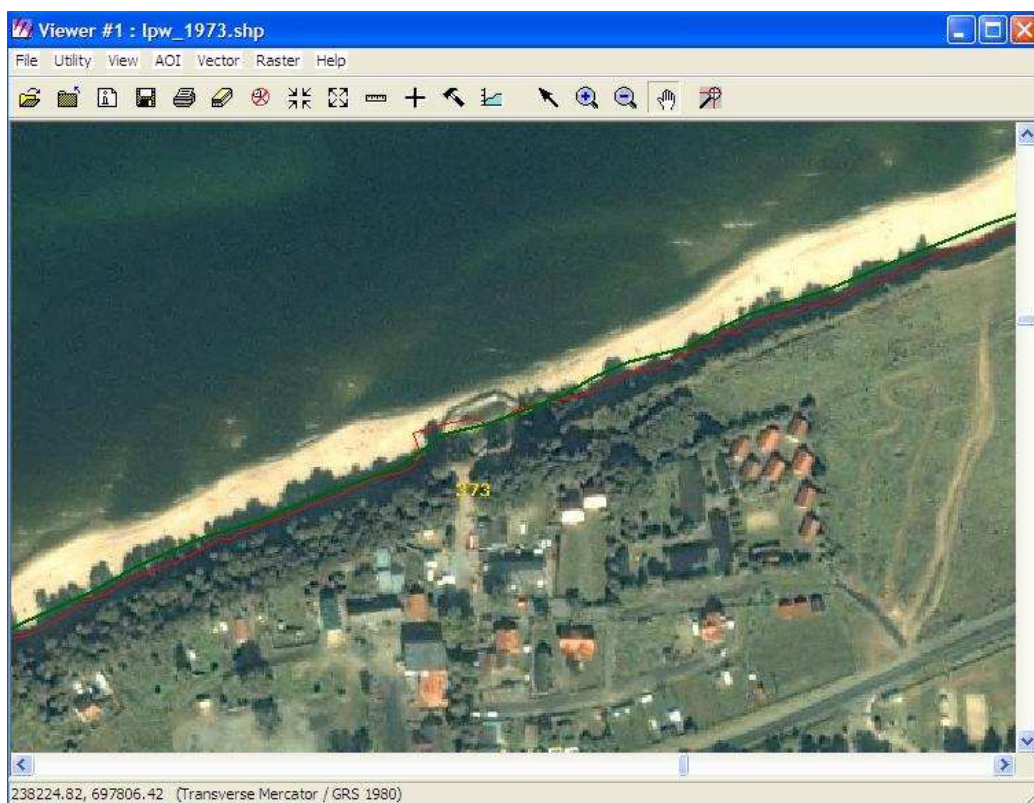 Viewer #1 : lpw_1973.shp
File Utility View AOI Vector Raster Help
373
238224.82, 697806.42 (Transverse Mercator / GRS 1980)